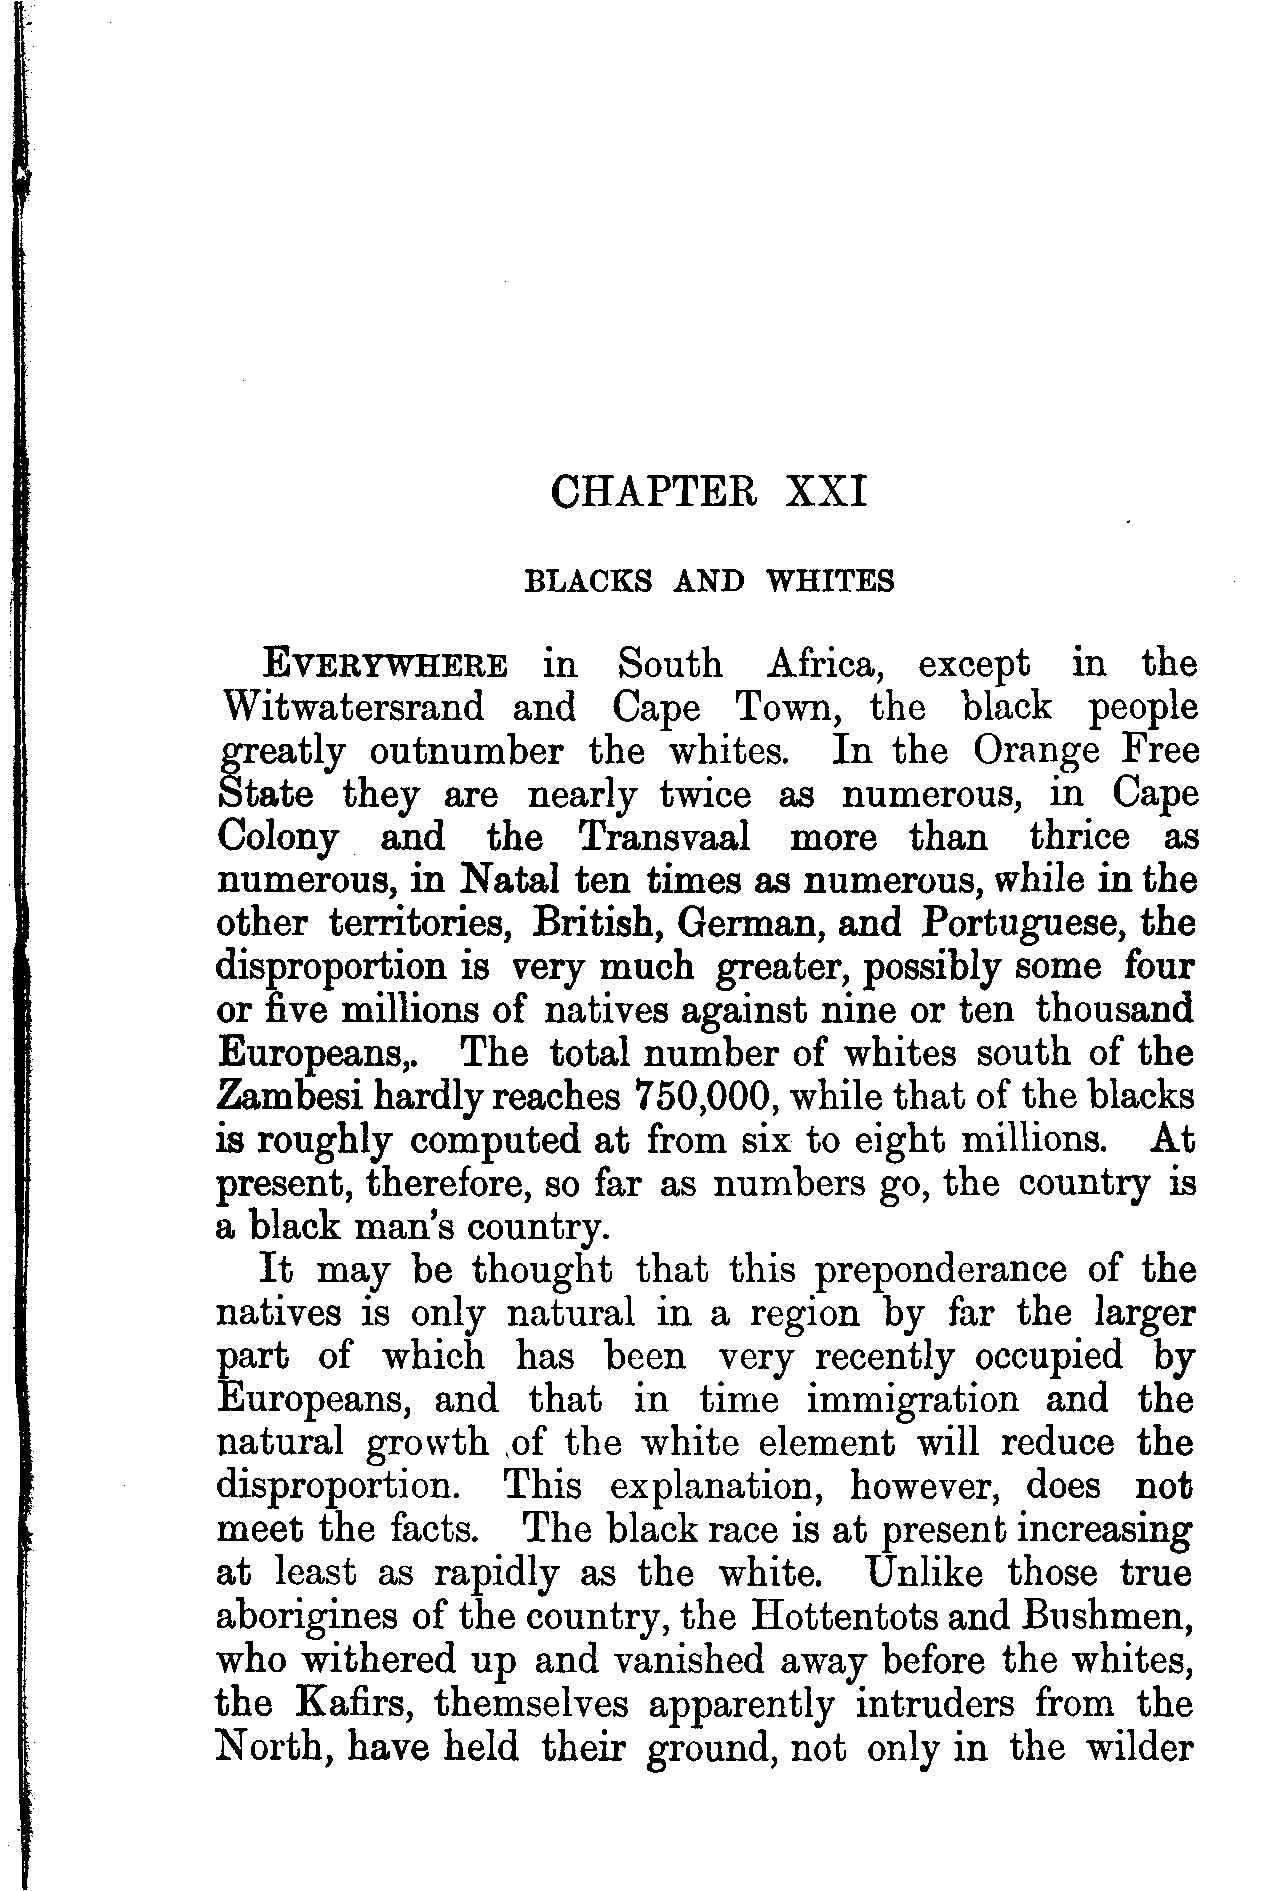 CHAPTER XXI
BLACKS AND WHITES
EVERYWHERE in South Africa, except in the
Witwatersrand and Cape Town, the black people
greatly outnumber the whites. In the Orange Free
State they are nearly twice as numerous, in Cape
Colony and the Transvaal more than thrice as
numerous, in Natal ten times as numerous, while in the
other territories, British, German, and Portuguese, the
disproportion is very much greater, possibly some four
or five millions of natives against nine or ten thousand
Europeans,. The total number of whites south of the
Zambesi hardly reaches 750,000, while that of the blacks
is roughly computed at from six to eight millions. At
present, therefore, so far as numbers go, the country is
a black man's country.
It may be thought that this preponderance of the
natives is only natural in a region by far the larger
part of which has been very recently occupied by
Europeans, and that in time immigration and the
natural growth of the white element will reduce the
disproportion. This explanation, however, does not
meet the facts. The black race is at present increasing
at least as rapidly as the white. Unlike those true
aborigines of the country, the Hottentots and Bushmen,
who withered up and vanished away before the whites,
the Kafirs, themselves apparently intruders from the
North, have held their ground, not only in the wilder